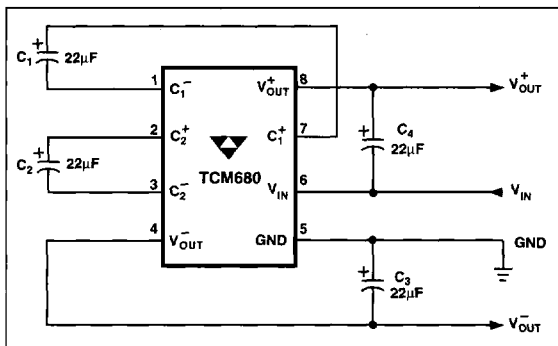 C₁ + 22µF
1 C₁⁻
V⁺OUT 8
V⁺OUT
2 C₂⁺
C₁⁺ 7
+ C₄ 22µF
C₂ + 22µF
TCM680
3 C₂⁻
VIN 6
VIN
4 V⁻OUT
GND 5
GND
+ C₃ 22µF
V⁻OUT